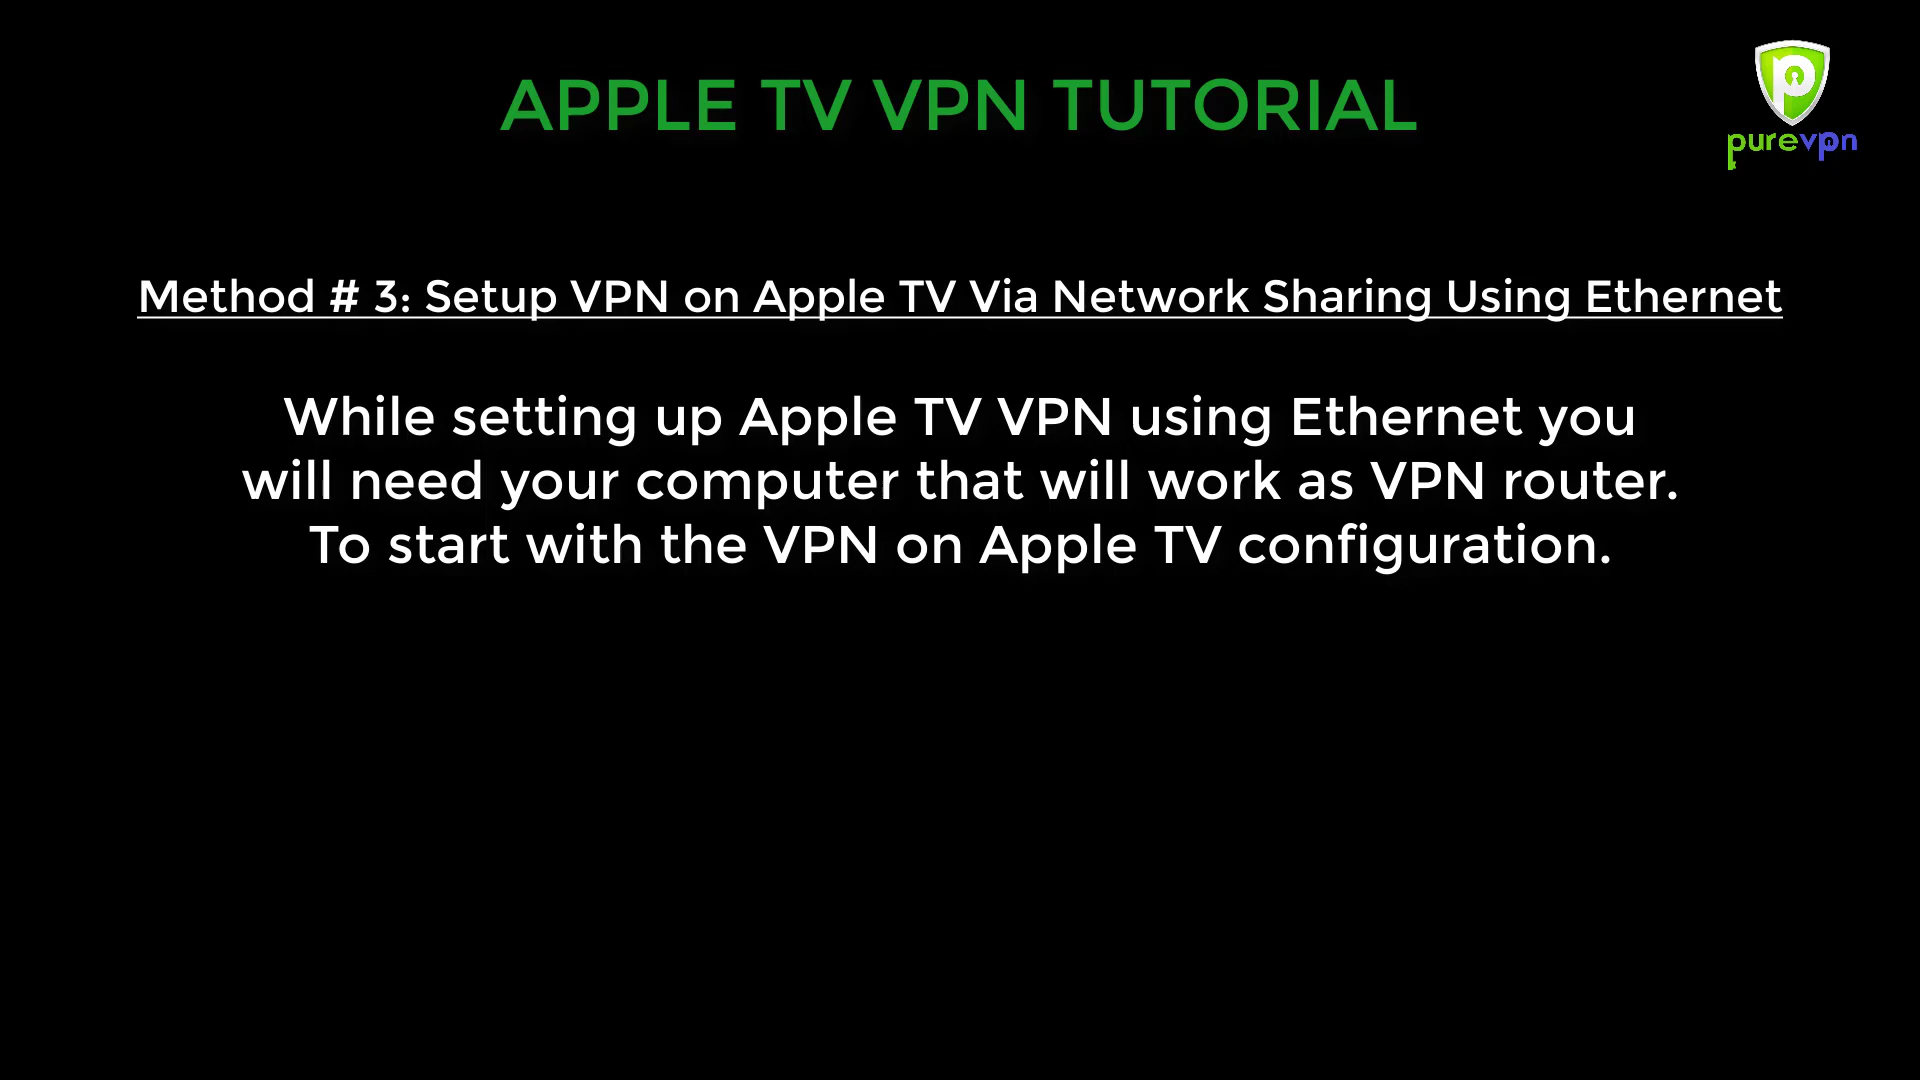 APPLE TV VPN TUTORIAL
purevpn
Method # 3: Setup VPN on Apple TV Via Network Sharing Using Ethernet
While setting up Apple TV VPN using Ethernet you
will need your computer that will work as VPN router.
To start with the VPN on Apple TV configuration.